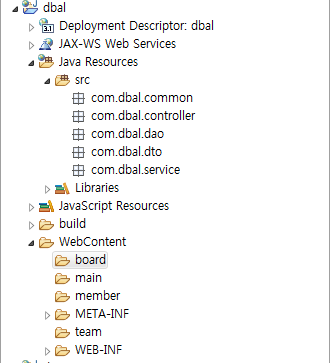 dbal
Deployment Descriptor: dbal
JAX-WS Web Services
Java Resources
src
com.dbal.common
com.dbal.controller
com.dbal.dao
com.dbal.dto
com.dbal.service
Libraries
JavaScript Resources
build
WebContent
board
main
member
META-INF
team
WEB-INF